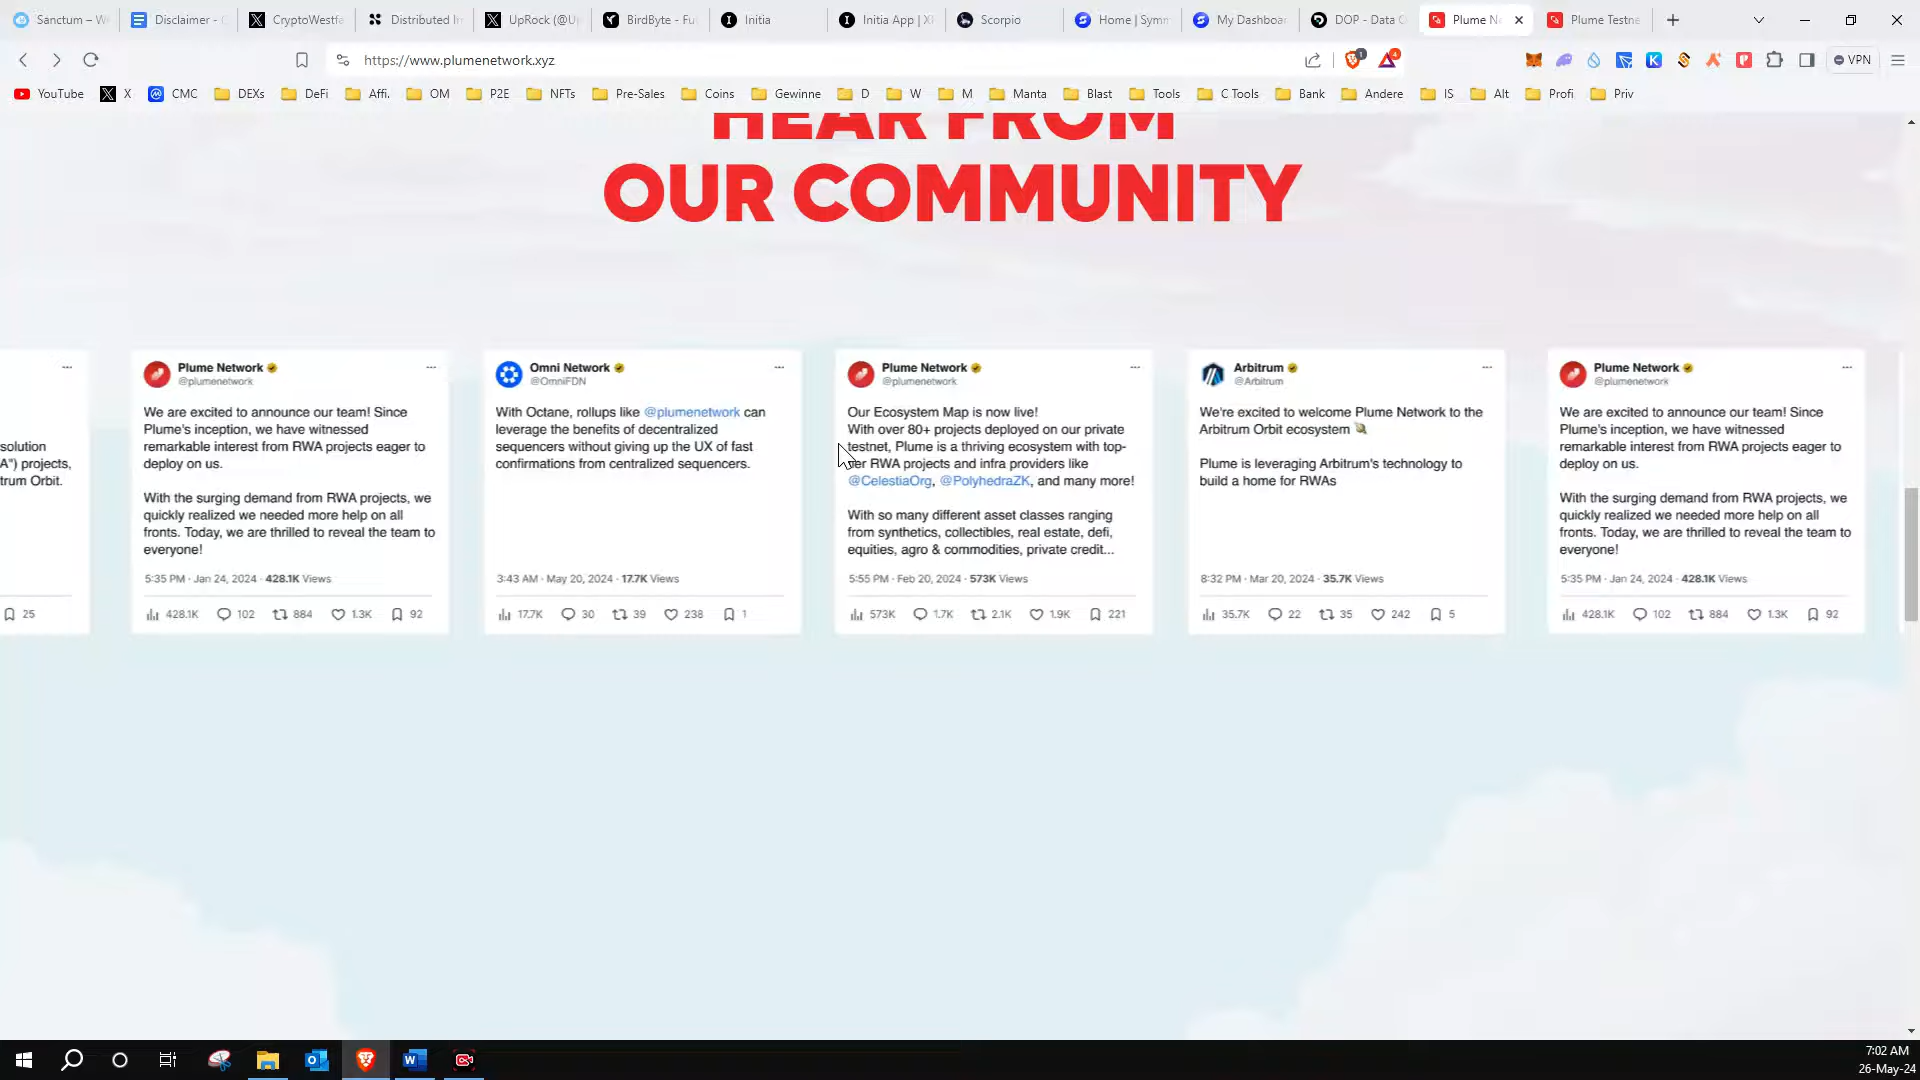 Sanctum – W
Disclaimer -
CryptoWestfa
Distributed I
UpRock (@U
BirdByte - Fu
Initia
Initia App | X
Scorpio
Home | Sym
My Dashboa
DOP - Data C
Plume N
Plume Testne
https://www.plumenetwork.xyz
1
4
VPN
YouTube
X
CMC
DEXs
DeFi
Affi.
OM
P2E
NFTs
Pre-Sales
Coins
Gewinne
D
W
M
Manta
Blast
Tools
C Tools
Bank
Andere
IS
Alt
Profi
Priv
HEAR FROM
OUR COMMUNITY
solution
A") projects,
trum Orbit.
25
Plume Network
@plumenetwork
We are excited to announce our team! Since
Plume's inception, we have witnessed
remarkable interest from RWA projects eager to
deploy on us.
With the surging demand from RWA projects, we
quickly realized we needed more help on all
fronts. Today, we are thrilled to reveal the team to
everyone!
5:35 PM · Jan 24, 2024 · 428.1K Views
428.1K 102 884 1.3K 92
Omni Network
@OmniFDN
With Octane, rollups like @plumenetwork can
leverage the benefits of decentralized
sequencers without giving up the UX of fast
confirmations from centralized sequencers.
3:43 AM · May 20, 2024 · 17.7K Views
17.7K 30 39 238 1
Plume Network
@plumenetwork
Our Ecosystem Map is now live!
With over 80+ projects deployed on our private
testnet, Plume is a thriving ecosystem with top-
er RWA projects and infra providers like
@CelestiaOrg, @PolyhedraZK, and many more!
With so many different asset classes ranging
from synthetics, collectibles, real estate, defi,
equities, agro & commodities, private credit...
5:55 PM · Feb 20, 2024 · 573K Views
573K 1.7K 2.1K 1.9K 221
Arbitrum
@Arbitrum
We're excited to welcome Plume Network to the
Arbitrum Orbit ecosystem
Plume is leveraging Arbitrum's technology to
build a home for RWAs
8:32 PM · Mar 20, 2024 · 35.7K Views
35.7K 22 35 242 5
Plume Network
@plumenetwork
We are excited to announce our team! Since
Plume's inception, we have witnessed
remarkable interest from RWA projects eager to
deploy on us.
With the surging demand from RWA projects, we
quickly realized we needed more help on all
fronts. Today, we are thrilled to reveal the team to
everyone!
5:35 PM · Jan 24, 2024 · 428.1K Views
428.1K 102 884 1.3K 92
7:02 AM
26-May-24